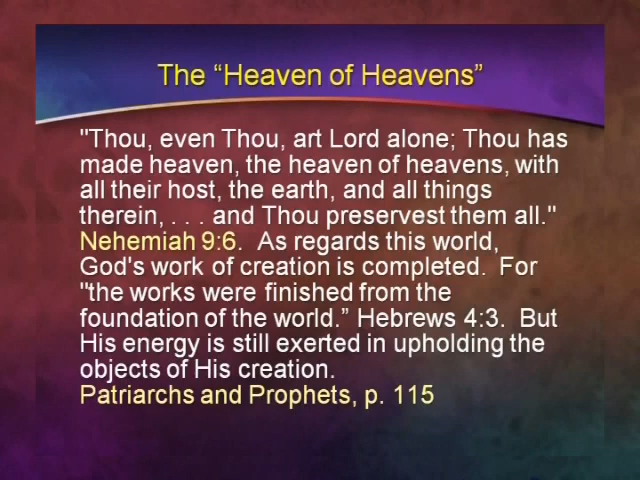 The “Heaven of Heavens”
"Thou, even Thou, art Lord alone; Thou has
made heaven, the heaven of heavens, with
all their host, the earth, and all things
therein, . . . and Thou preservest them all."
Nehemiah 9:6.  As regards this world,
God's work of creation is completed.  For
"the works were finished from the
foundation of the world.” Hebrews 4:3.  But
His energy is still exerted in upholding the
objects of His creation.
Patriarchs and Prophets, p. 115